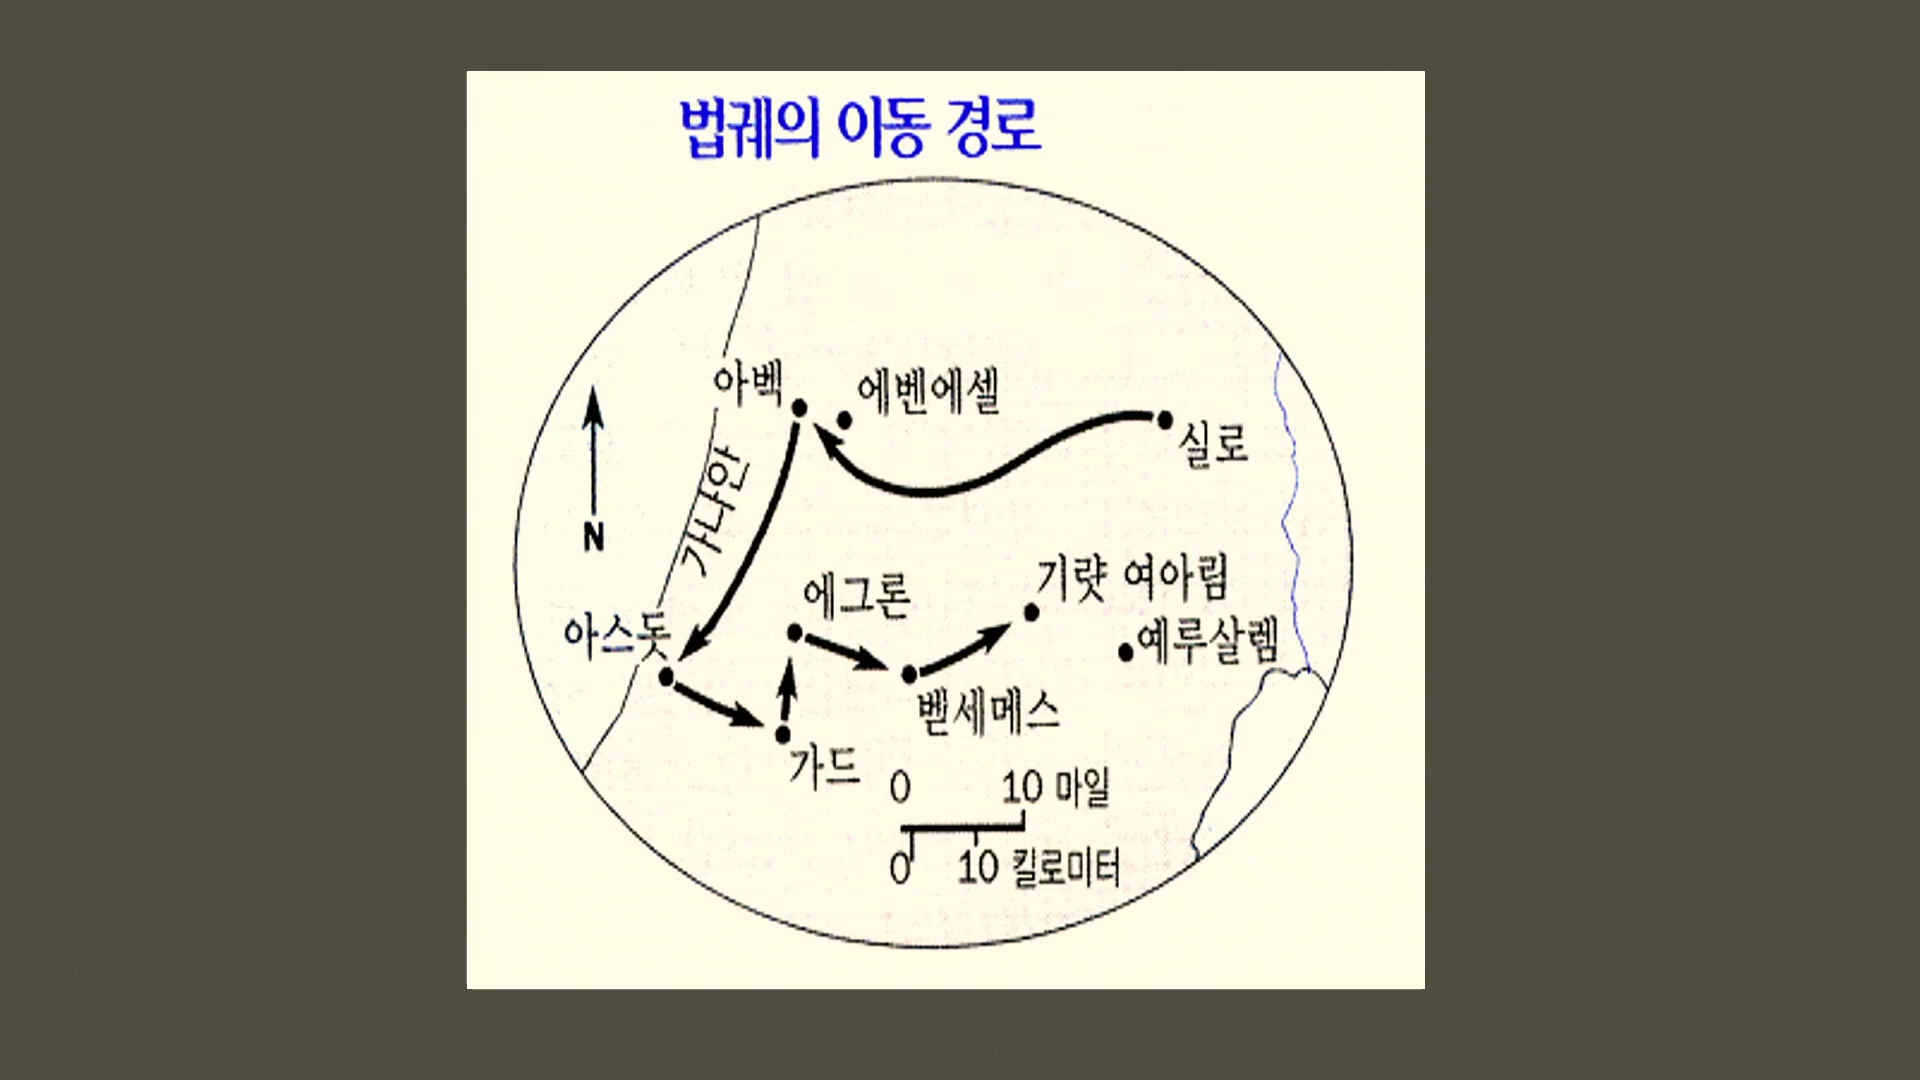 법궤의 이동 경로
아벡
에벤에셀
실로
가나안
N
기럇 여아림
에그론
아스돗
예루살렘
벧세메스
가드
0 10 마일
0 10 킬로미터